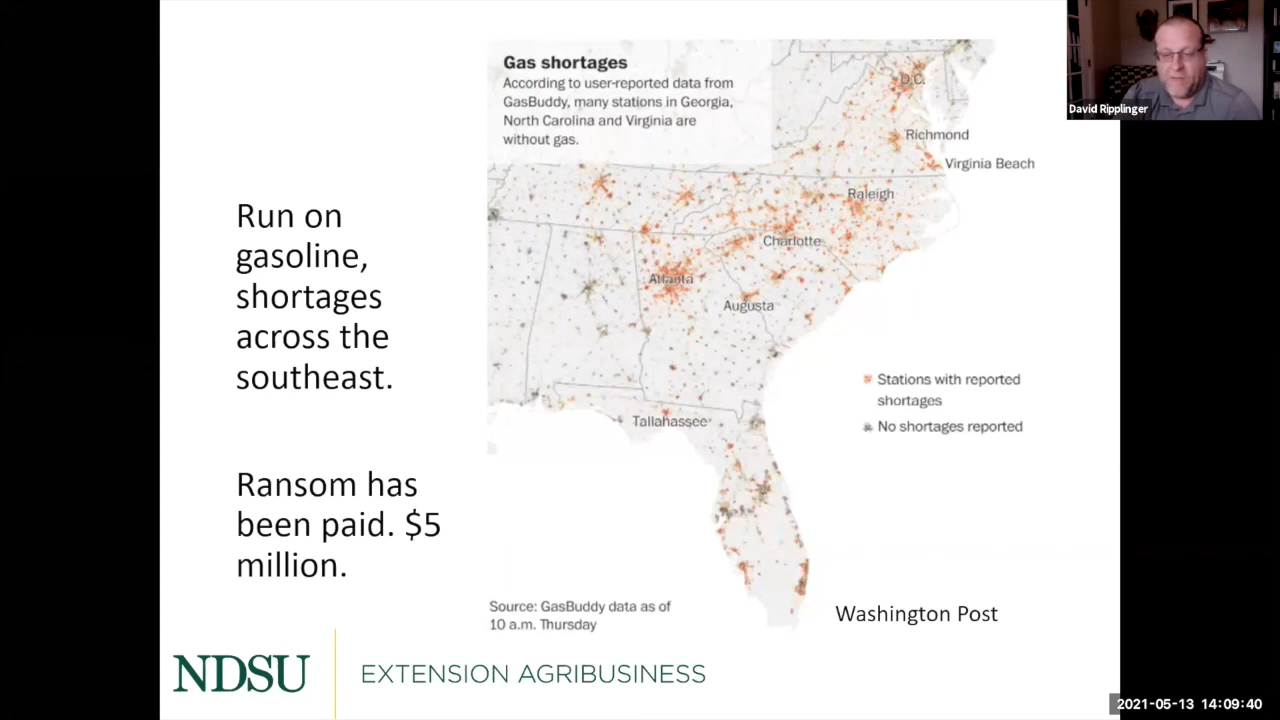 Gas shortages
According to user-reported data from
GasBuddy, many stations in Georgia,
North Carolina and Virginia are
without gas.
D.C.
Richmond
Virginia Beach
Raleigh
Charlotte
Atlanta
Augusta
Tallahassee
Stations with reported
shortages
No shortages reported
Run on
gasoline,
shortages
across the
southeast.
Ransom has
been paid. $5
million.
Source: GasBuddy data as of
10 a.m. Thursday
Washington Post
NDSU
EXTENSION AGRIBUSINESS
David Ripplinger
2021-05-13 14:09:40